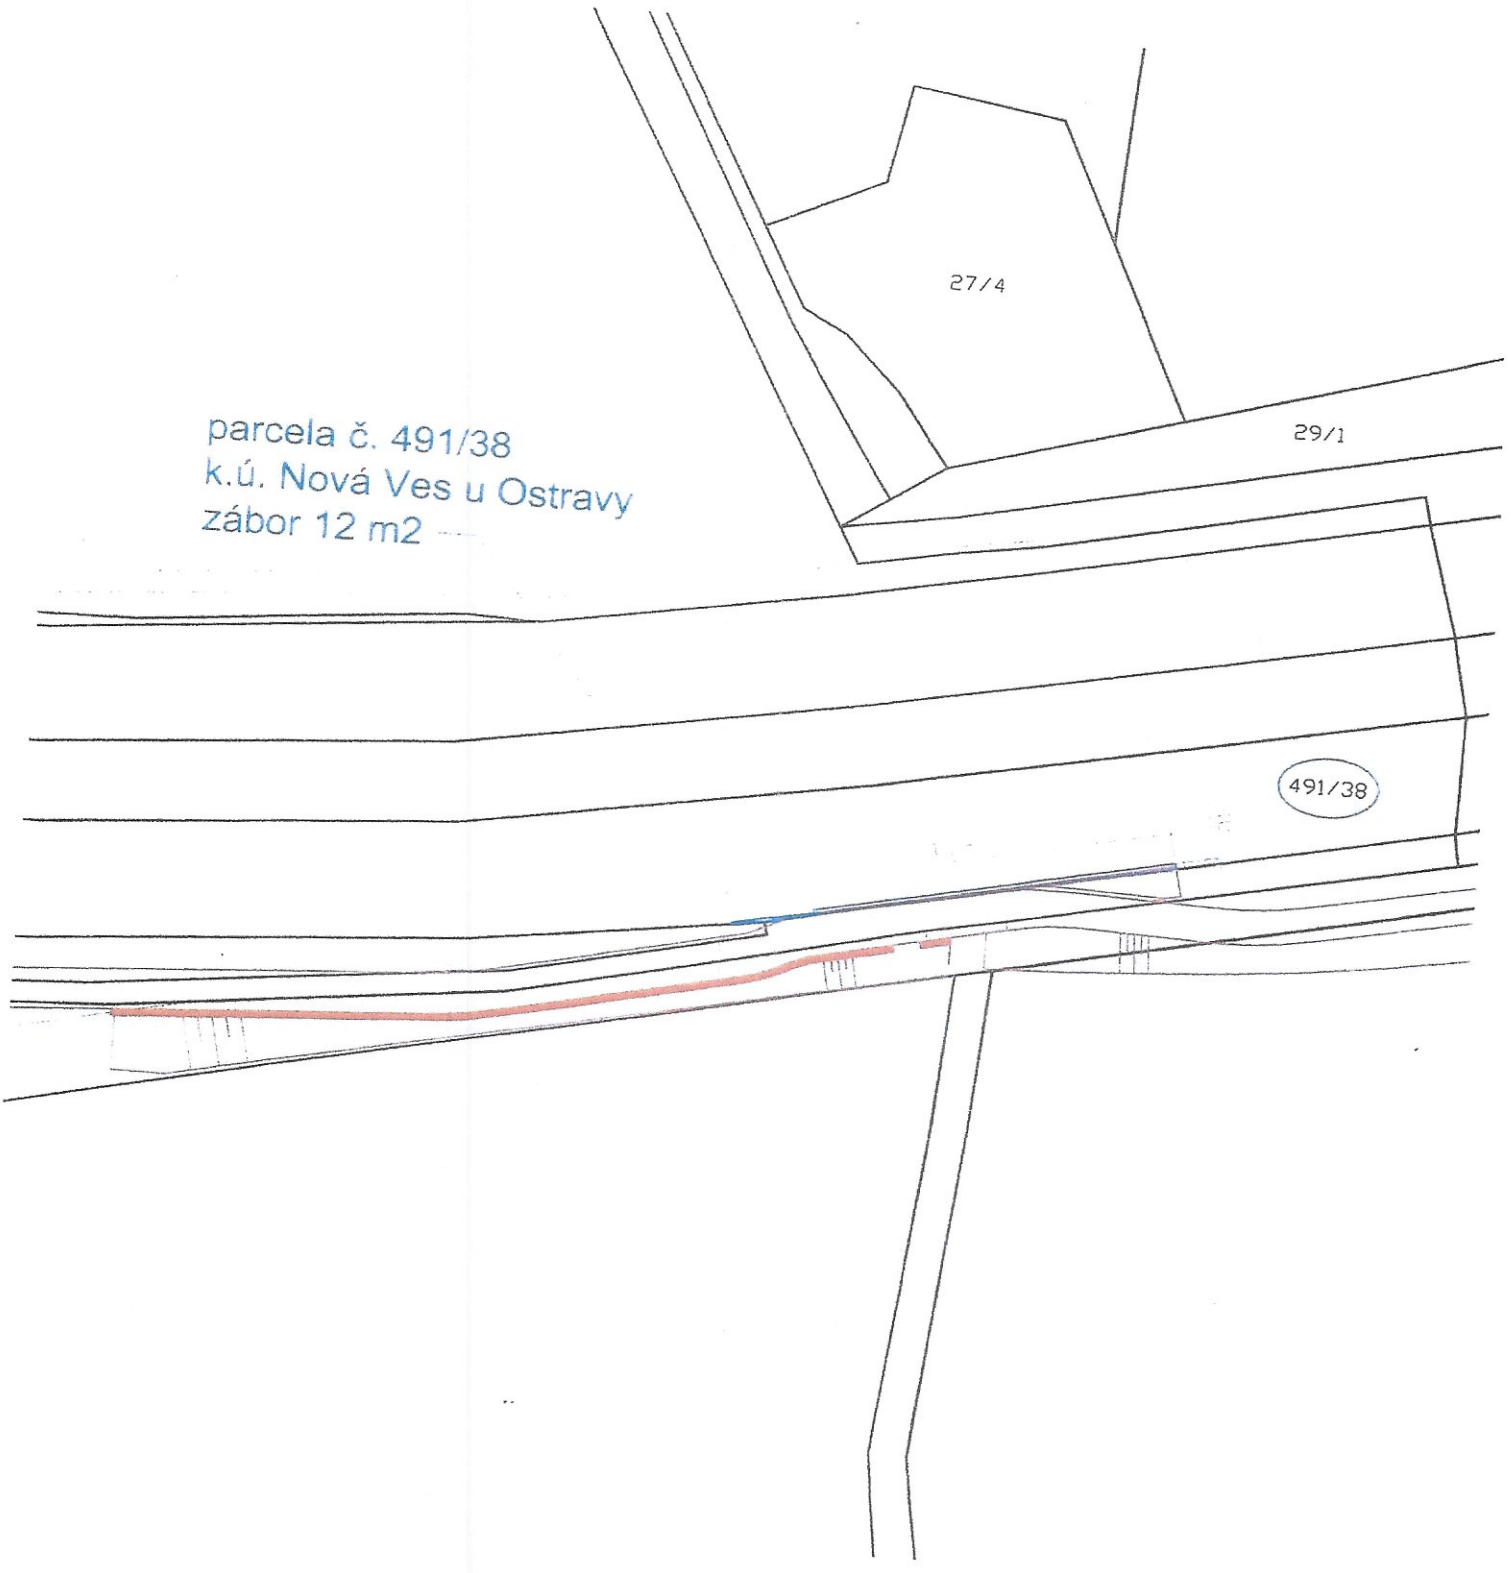 27/4
29/1
parcela č. 491/38
k.ú. Nová Ves u Ostravy
zábor 12 m2
491/38